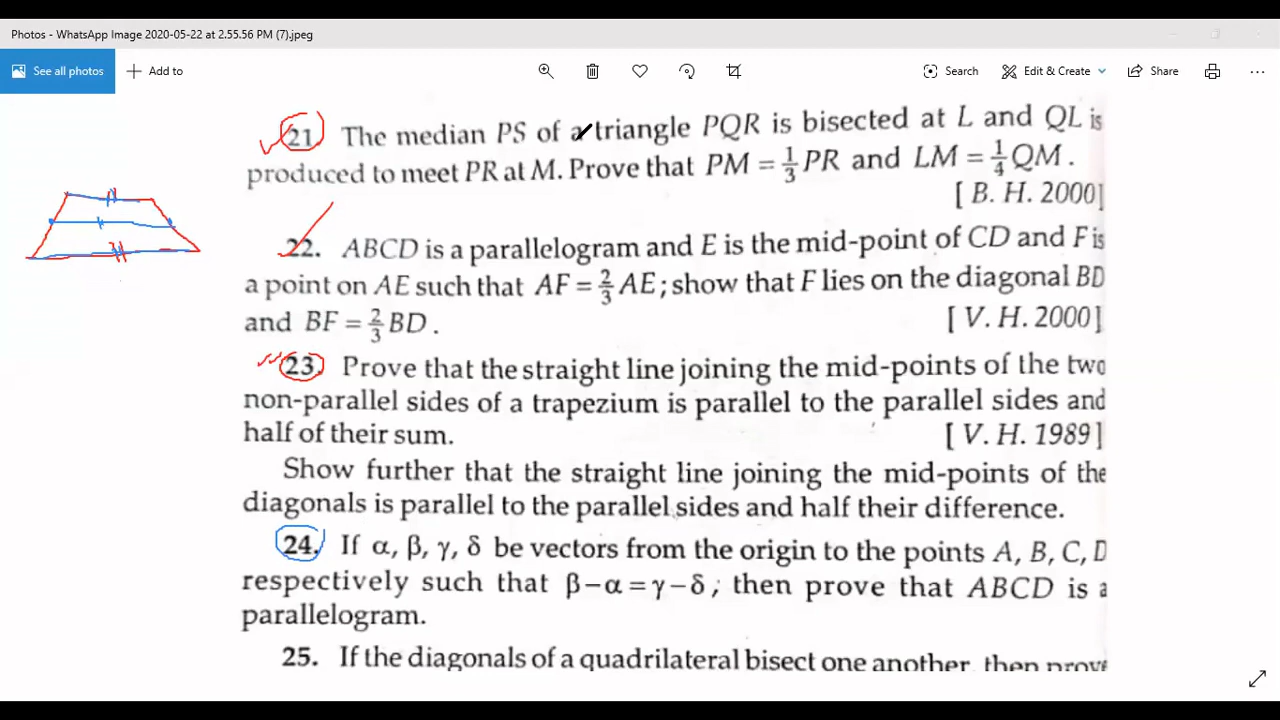 Photos - WhatsApp Image 2020-05-22 at 2.55.56 PM (7).jpeg
See all photos
Add to
Search
Edit & Create
Share
21. The median PS of a triangle PQR is bisected at L and QL is
produced to meet PR at M. Prove that PM = 1/3 PR and LM = 1/4 QM.
[ B. H. 2000]
22. ABCD is a parallelogram and E is the mid-point of CD and F is
a point on AE such that AF = 2/3 AE; show that F lies on the diagonal BD
and BF = 2/3 BD.
[ V. H. 2000]
23. Prove that the straight line joining the mid-points of the two
non-parallel sides of a trapezium is parallel to the parallel sides and
half of their sum.
[ V. H. 1989]
Show further that the straight line joining the mid-points of the
diagonals is parallel to the parallel sides and half their difference.
24. If α, β, γ, δ be vectors from the origin to the points A, B, C, D
respectively such that β−α=γ−δ, then prove that ABCD is a
parallelogram.
25. If the diagonals of a quadrilateral bisect one another, then prove